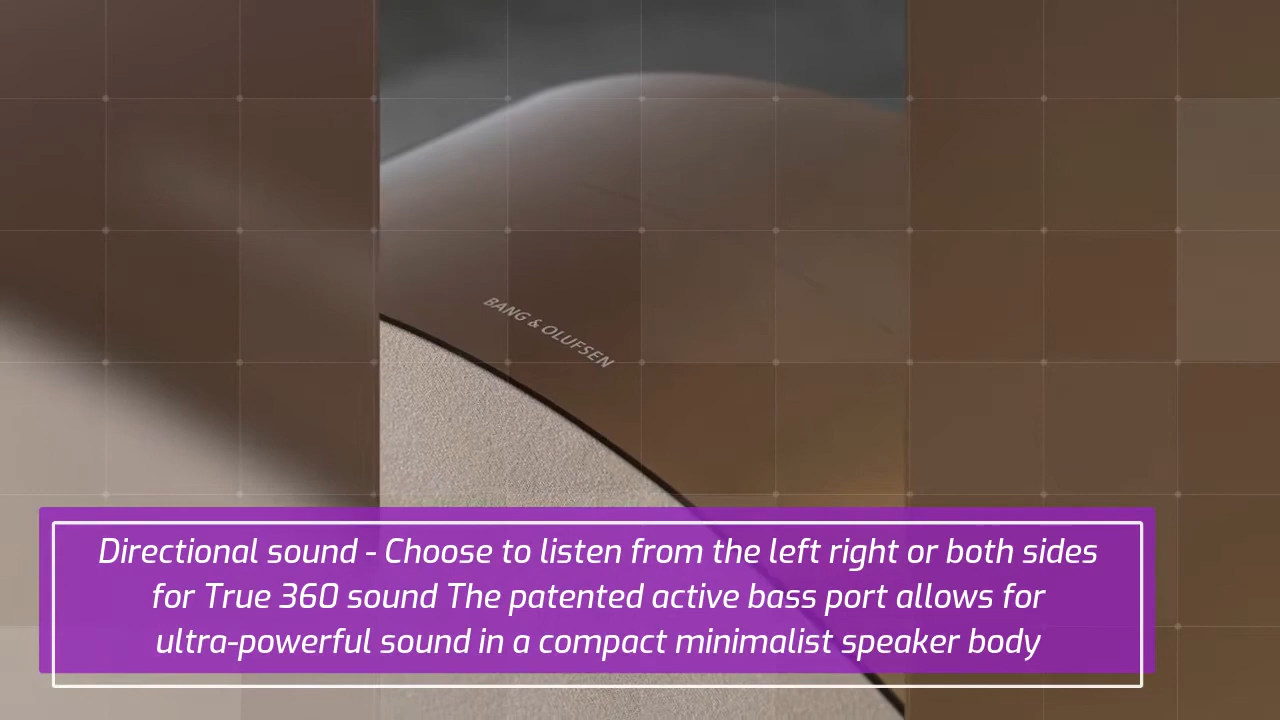 BANG & OLUFSEN
Directional sound - Choose to listen from the left right or both sides
for True 360 sound The patented active bass port allows for
ultra-powerful sound in a compact minimalist speaker body